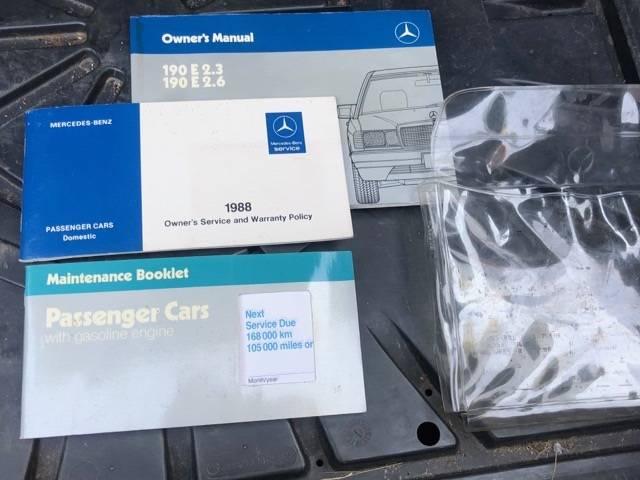 Owner's Manual
190 E 2.3
190 E 2.6
MERCEDES-BENZ
Mercedes-Benz
service
1988
Owner's Service and Warranty Policy
PASSENGER CARS
Domestic
Maintenance Booklet
Passenger Cars
with gasoline engine
Next
Service Due
168 000 km
105 000 miles or
Month/year